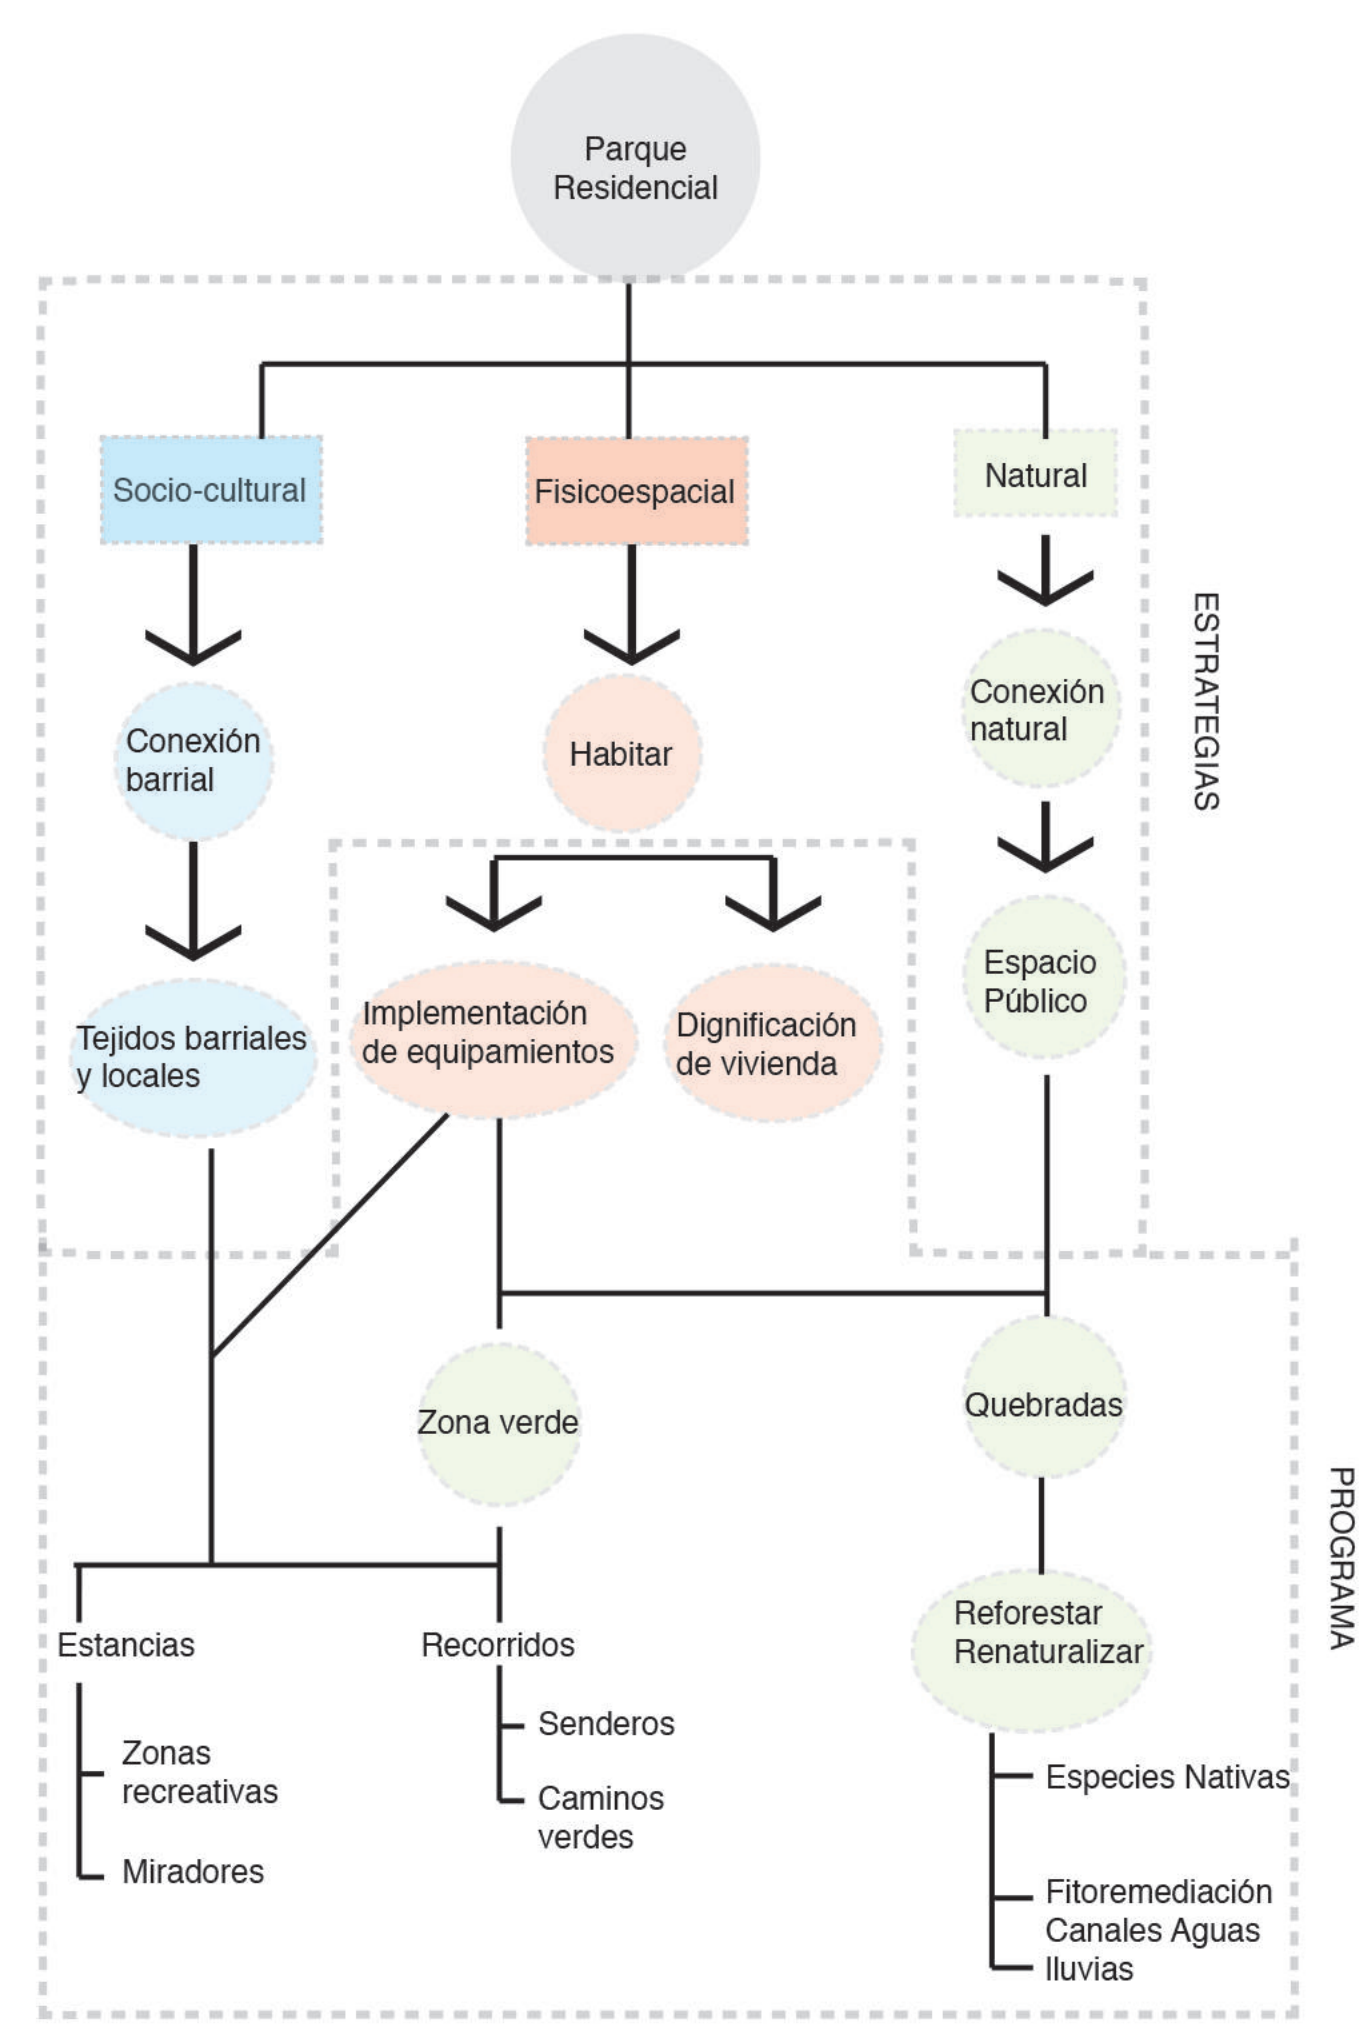 Parque
Residencial
Socio-cultural
Fisicoespacial
Natural
ESTRATEGIAS
Conexión
barrial
Habitar
Conexión
natural
Tejidos barriales
y locales
Implementación
de equipamientos
Dignificación
de vivienda
Espacio
Público
Zona verde
Quebradas
PROGRAMA
Estancias
Zonas
recreativas
Miradores
Recorridos
Senderos
Caminos
verdes
Reforestar
Renaturalizar
Especies Nativas
Fitoremediación
Canales Aguas
lluvias